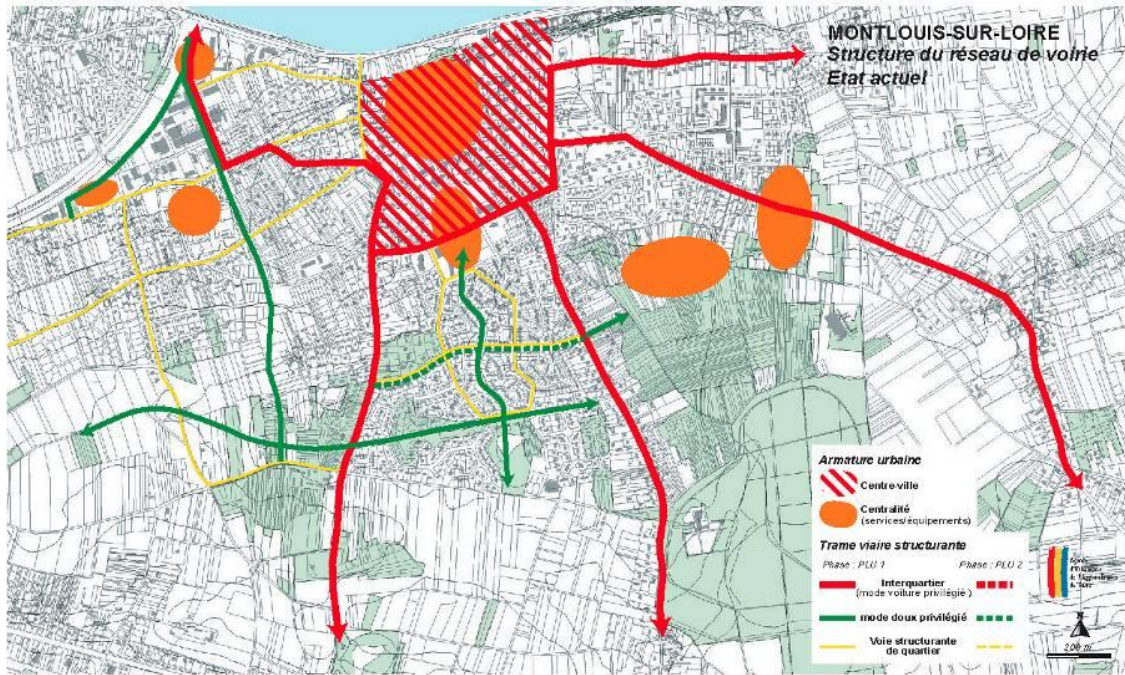 MONTLOUIS-SUR-LOIRE
Structure du réseau de voirie
Etat actuel
Armature urbaine
Centre-ville
Centralité
(services/équipements)
Trame viaire structurante
Phase : PLU 1 Phase : PLU 2
Interquartier
(mode voiture privilégié )
mode doux privilégié
Voie structurante
de quartier
200 m